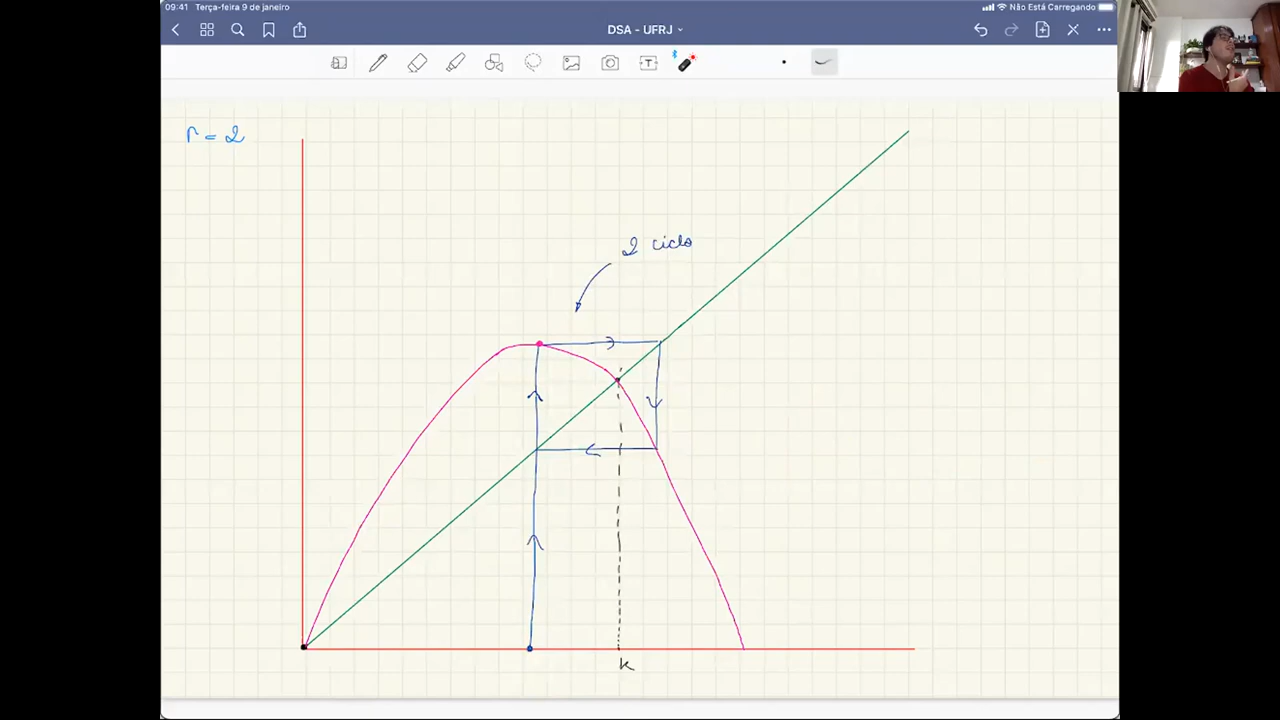 09:41 Terça-feira 9 de janeiro
Não Está Carregando
DSA - UFRJ
T
r = 2
2 ciclo
k